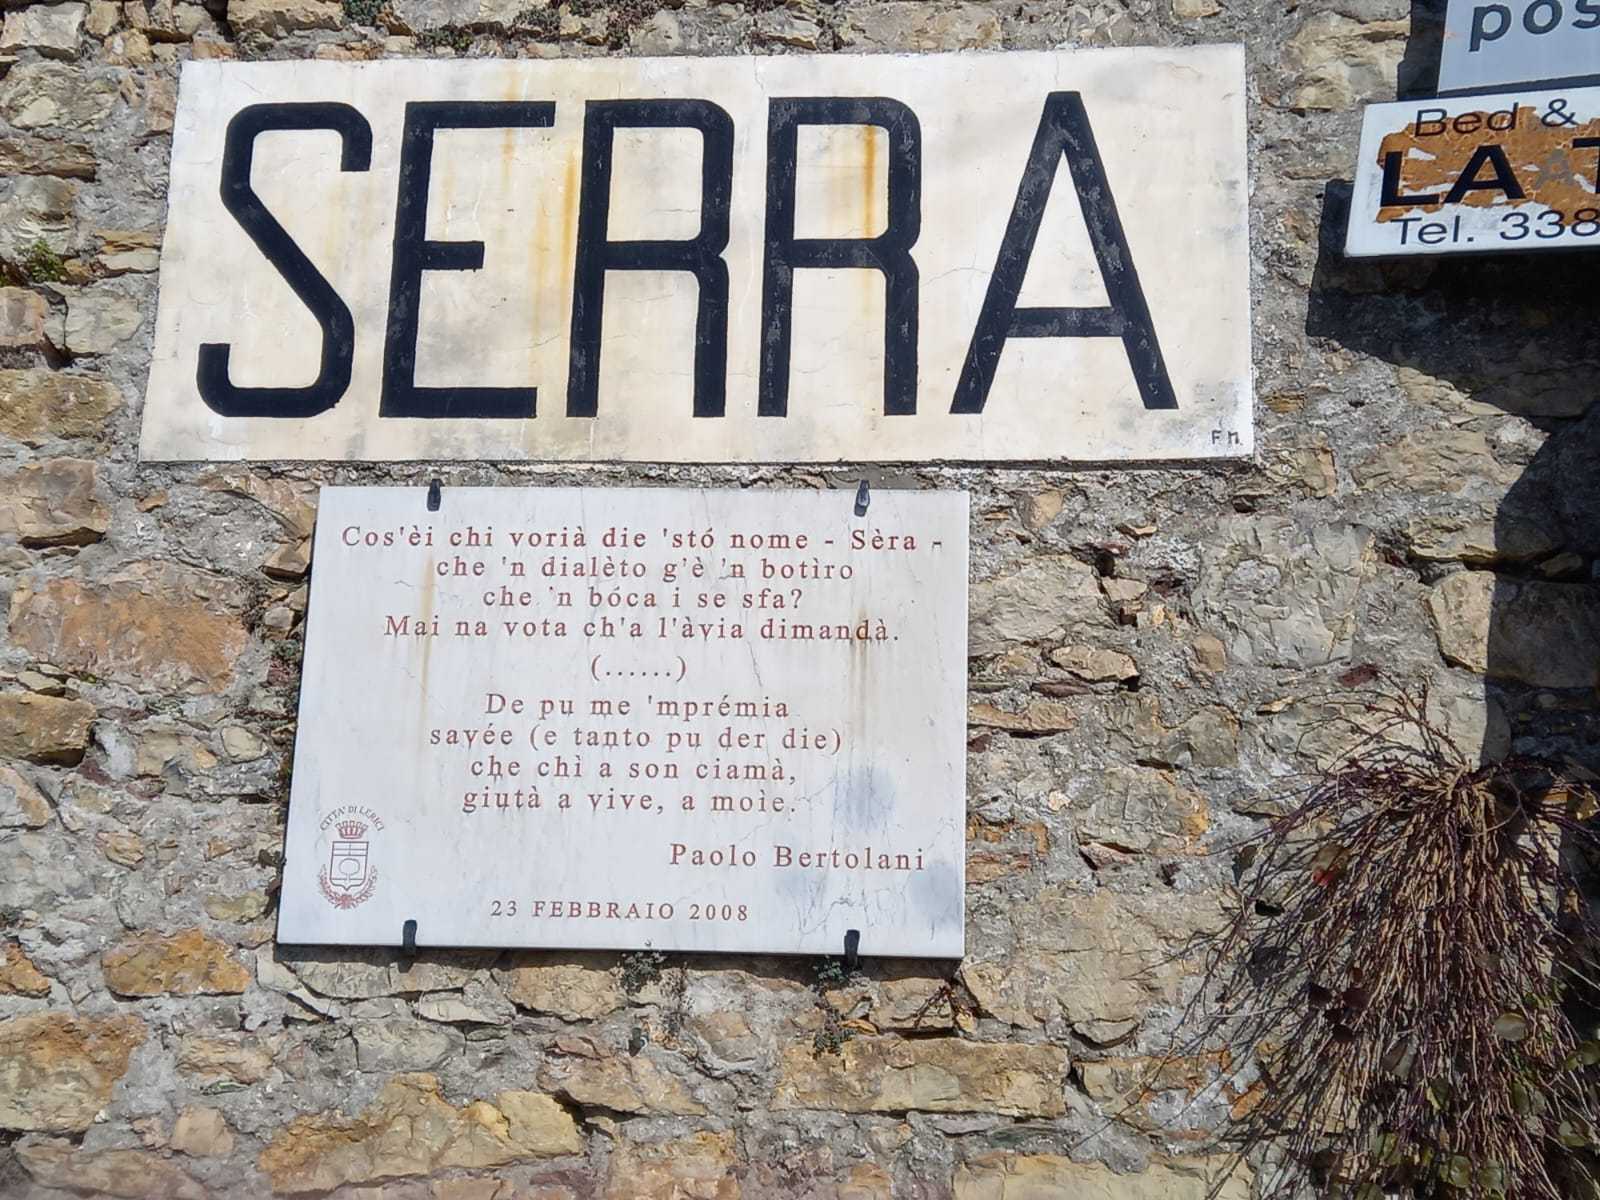 SERRA
F M.
Cos'èi chi vorià die 'stó nome - Sèra -
che 'n dialèto g'è 'n botìro
che 'n bóca i se sfa?
Mai na vota ch'a l'àvia dimandà.
(......)
De pu me 'mprémia
savée (e tanto pu der die)
che chì a son ciamà,
giutà a vive, a moìe.
Paolo Bertolani
CITTA' DI LERICI
23 FEBBRAIO 2008
pos
Bed &
LA
Tel. 338